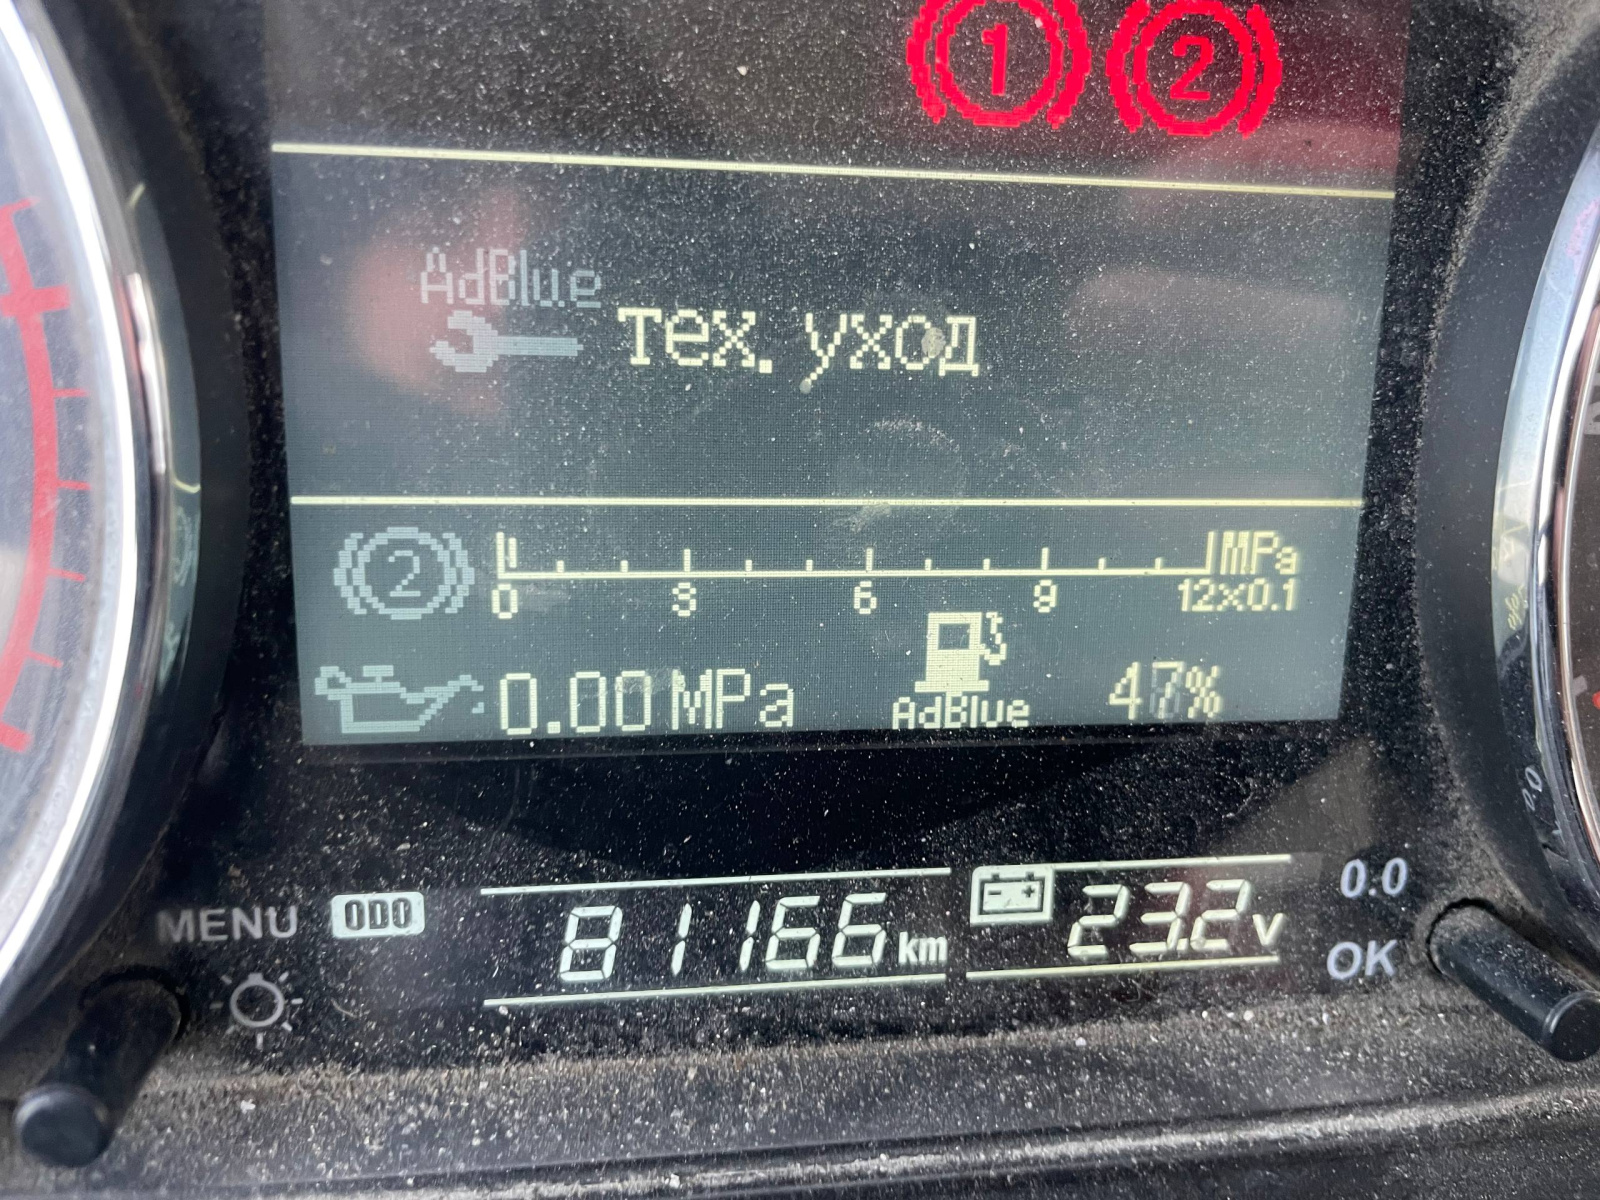 1 2
AdBlue
тех. уход
2
MPa
0 3 6 9 12x0.1
0.00 MPa
AdBlue
47%
MENU ODO 81166 km 23.2 V
0.0
OK